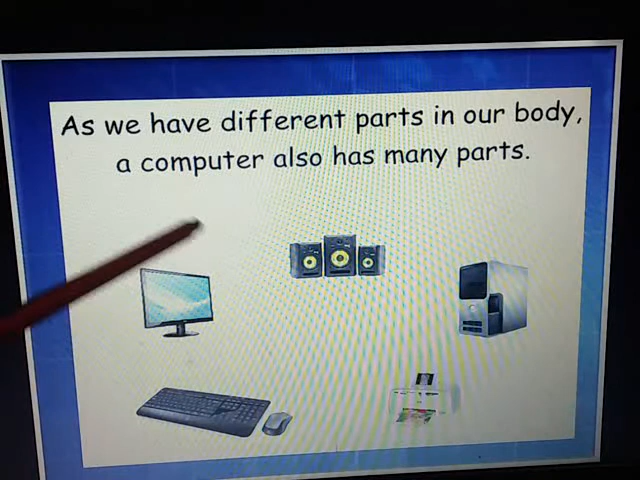 As we have different parts in our body,
a computer also has many parts.